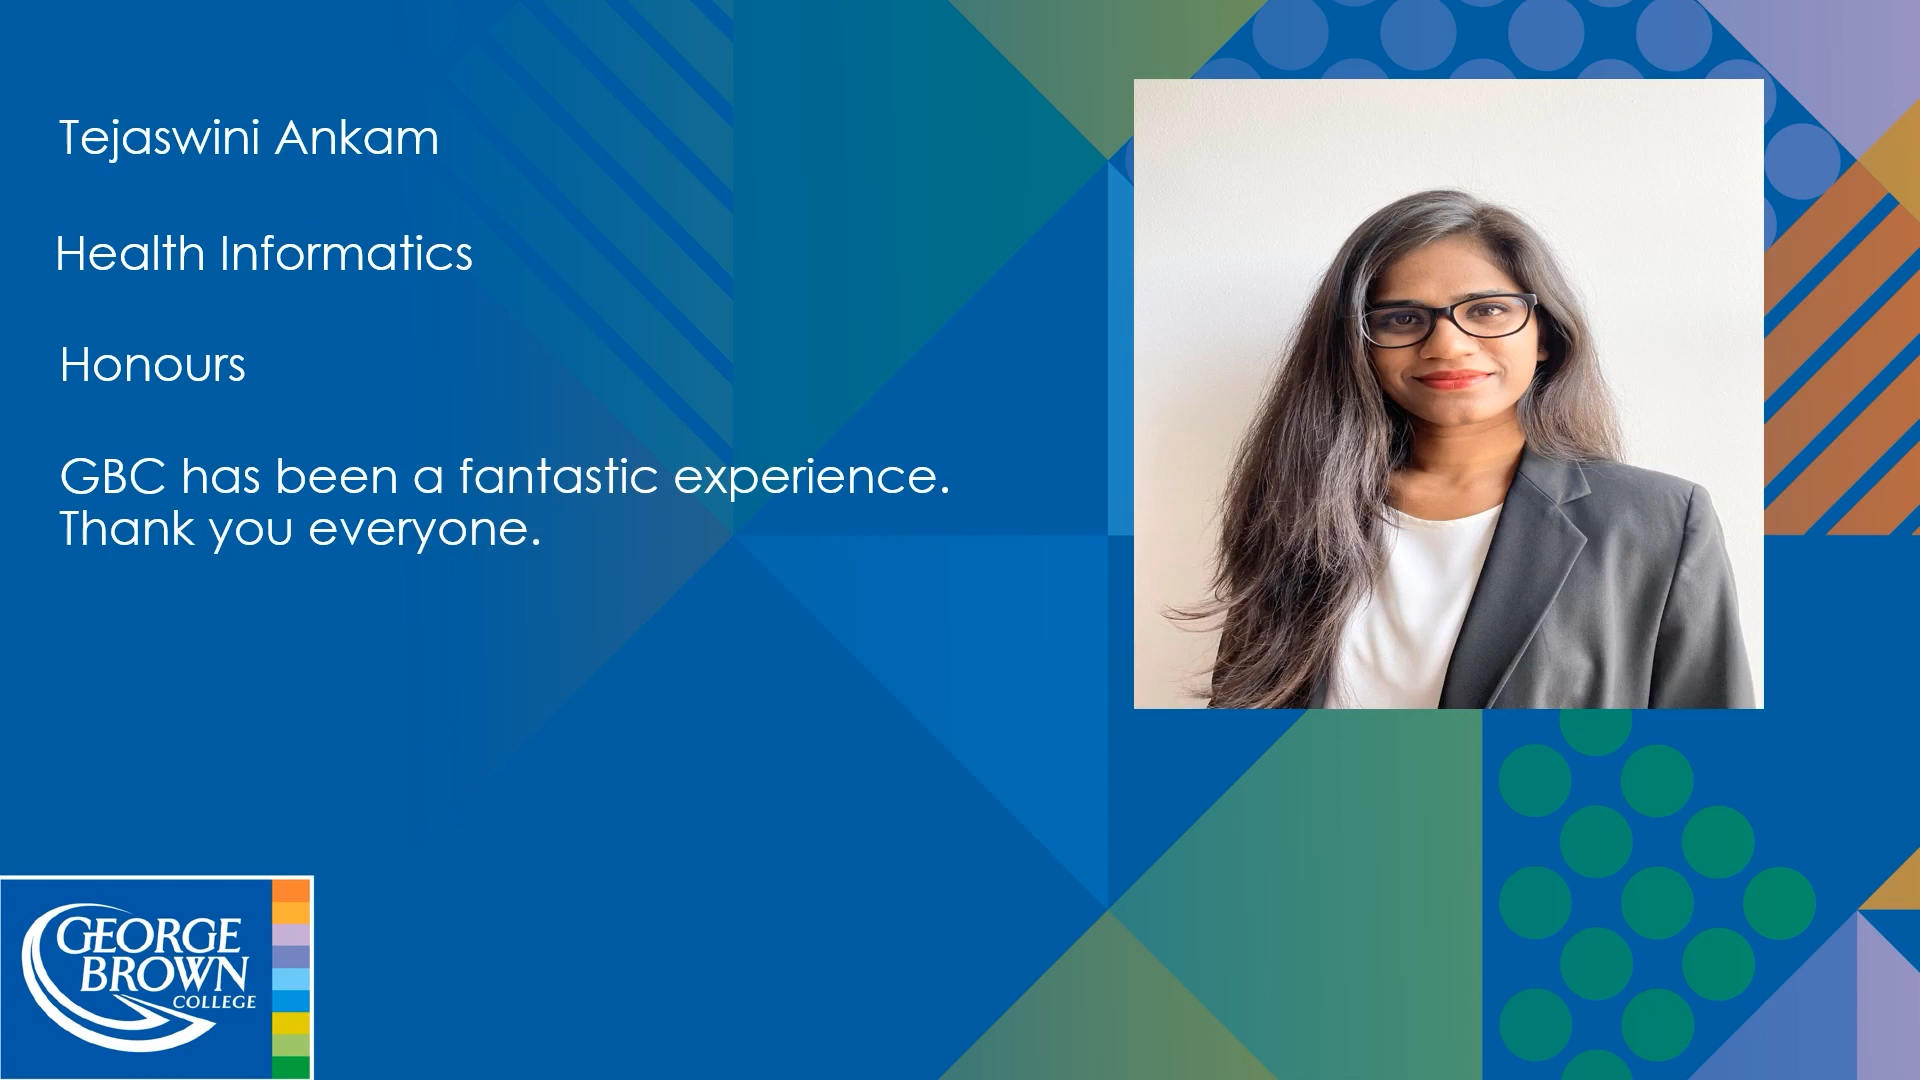 Tejaswini Ankam
Health Informatics
Honours
GBC has been a fantastic experience.
Thank you everyone.
GEORGE
BROWN
COLLEGE